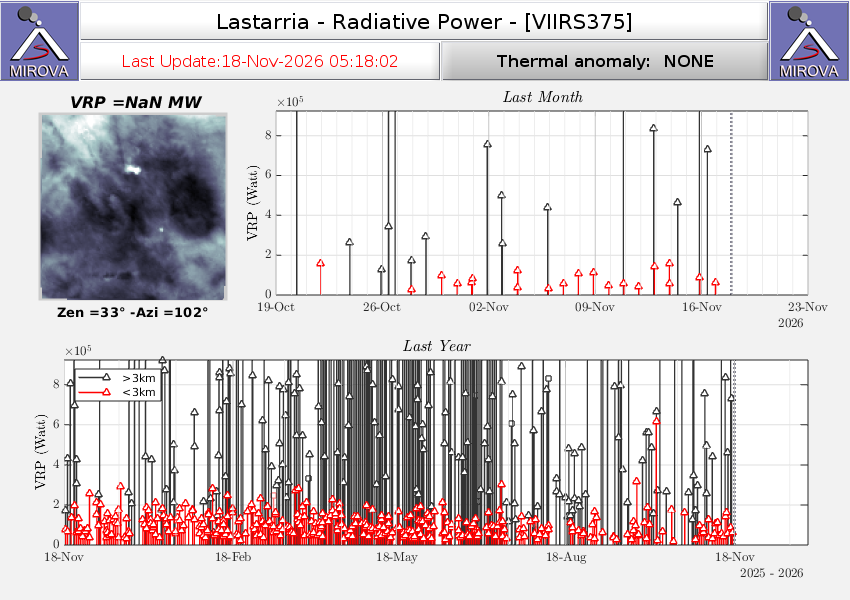 Lastarria - Radiative Power - [VIIRS375]
MIROVA
Last Update:18-Nov-2026 05:18:02
Thermal anomaly: NONE
MIROVA
VRP =NaN MW
Zen =33° -Azi =102°
Last Month
×10⁵
VRP (Watt)
8
6
4
2
0
19-Oct
26-Oct
02-Nov
09-Nov
16-Nov
23-Nov
2026
Last Year
×10⁵
VRP (Watt)
8
6
4
2
0
>3km
<3km
18-Nov
18-Feb
18-May
18-Aug
18-Nov
2025 - 2026